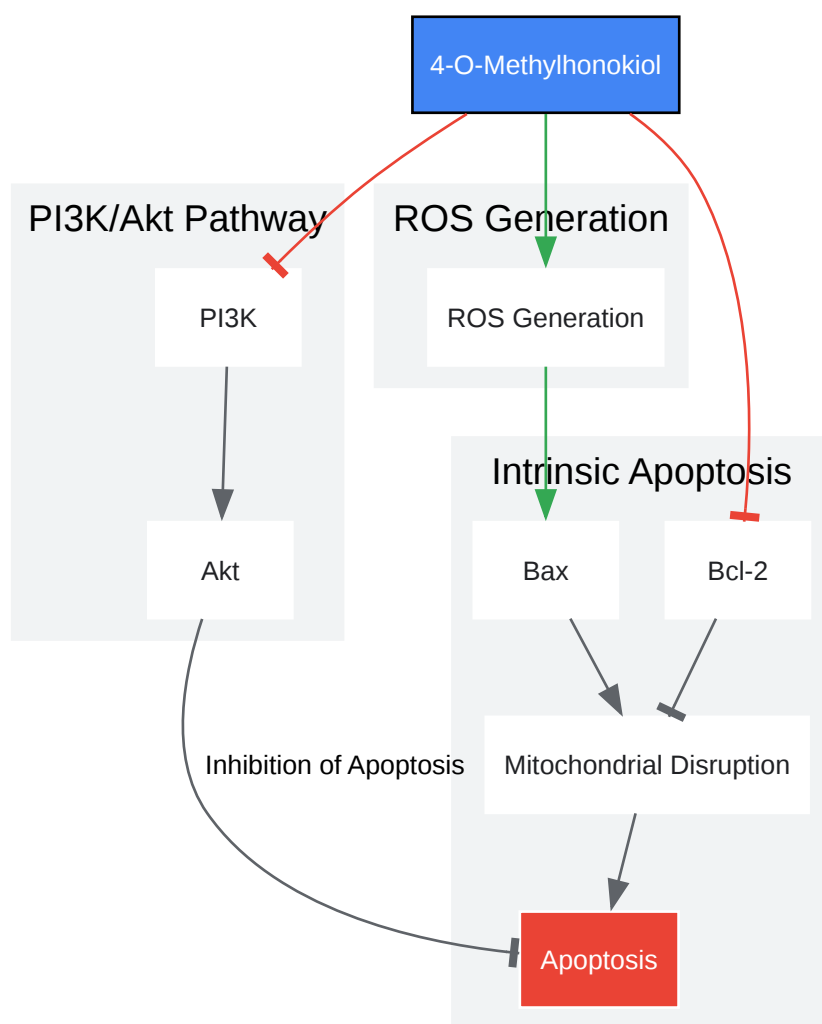 4-O-Methylhonokiol
PI3K/Akt Pathway
ROS Generation
PI3K
ROS Generation
Intrinsic Apoptosis
Akt
Bax
Bcl-2
Inhibition of Apoptosis
Mitochondrial Disruption
Apoptosis